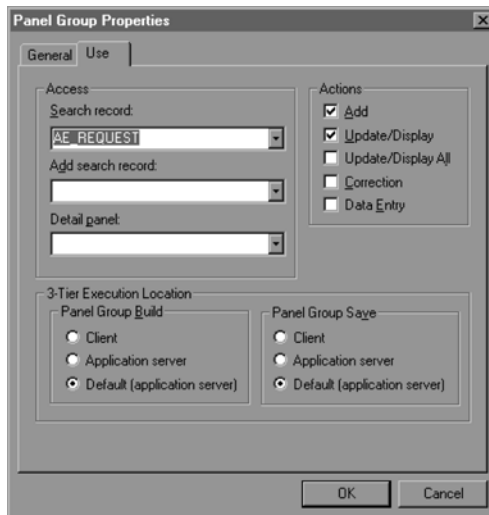 Panel Group Properties
General
Use
Access
Search record:
AE_REQUEST
Add search record:
Detail panel:
Actions
Add
Update/Display
Update/Display All
Correction
Data Entry
3-Tier Execution Location
Panel Group Build
Client
Application server
Default (application server)
Panel Group Save
Client
Application server
Default (application server)
OK
Cancel